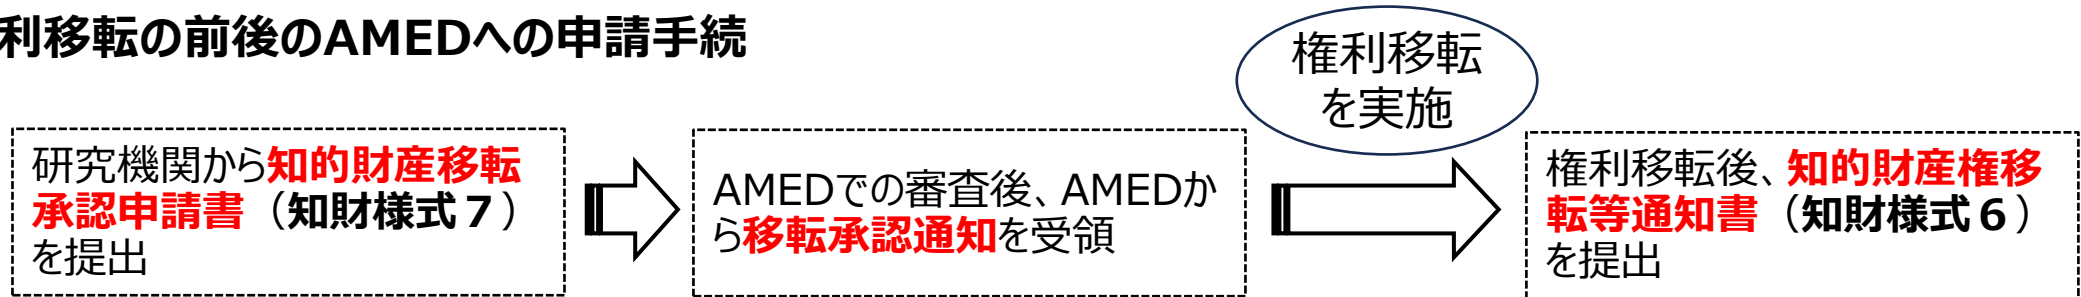 利移転の前後のAMEDへの申請手続
権利移転
を実施
研究機関から知的財産移転
承認申請書（知財様式７）
を提出
AMEDでの審査後、AMEDか
ら移転承認通知を受領
権利移転後、知的財産権移
転等通知書（知財様式６）
を提出